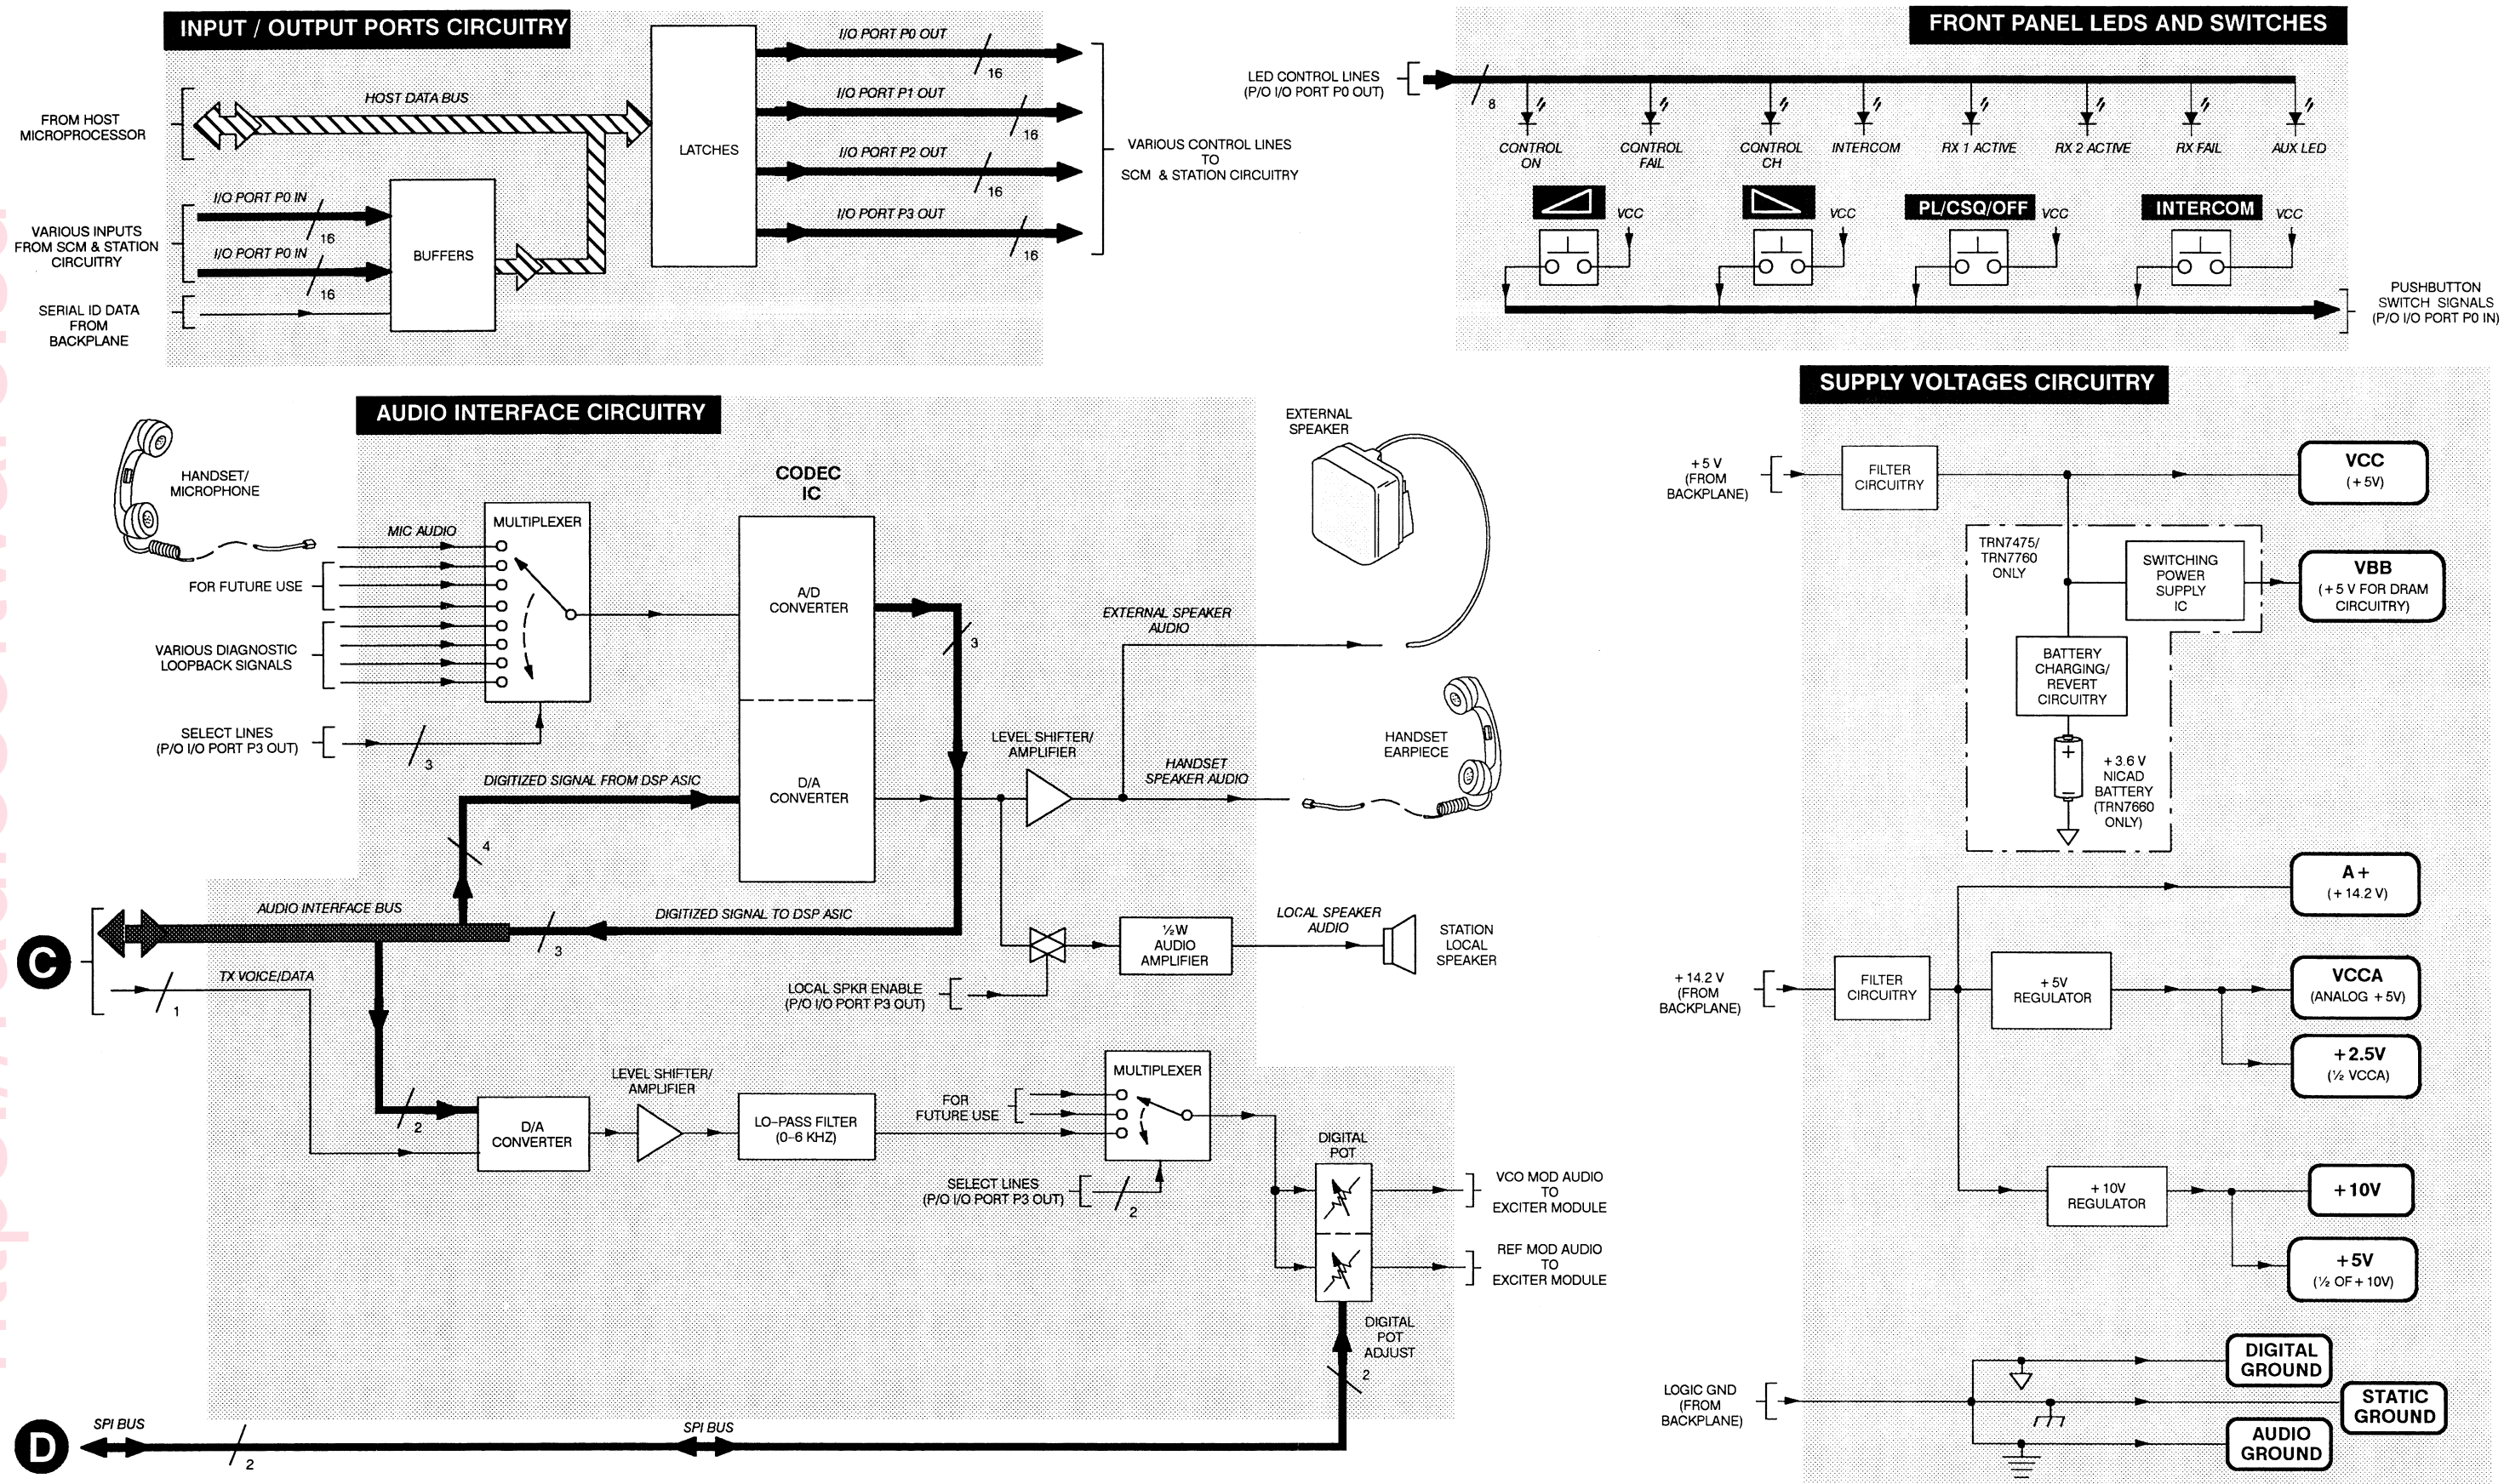 INPUT / OUTPUT PORTS CIRCUITRY
FROM HOST
MICROPROCESSOR
HOST DATA BUS
I/O PORT P0 IN
16
I/O PORT P0 IN
16
VARIOUS INPUTS
FROM SCM & STATION
CIRCUITRY
SERIAL ID DATA
FROM
BACKPLANE
BUFFERS
LATCHES
I/O PORT P0 OUT
16
I/O PORT P1 OUT
16
I/O PORT P2 OUT
16
I/O PORT P3 OUT
16
VARIOUS CONTROL LINES
TO
SCM & STATION CIRCUITRY
FRONT PANEL LEDS AND SWITCHES
LED CONTROL LINES
(P/O I/O PORT P0 OUT)
8
CONTROL
ON
CONTROL
FAIL
CONTROL
CH
INTERCOM
RX 1 ACTIVE
RX 2 ACTIVE
RX FAIL
AUX LED
VCC
VCC
PL/CSQ/OFF
VCC
INTERCOM
VCC
PUSHBUTTON
SWITCH SIGNALS
(P/O I/O PORT P0 IN)
AUDIO INTERFACE CIRCUITRY
HANDSET/
MICROPHONE
MIC AUDIO
FOR FUTURE USE
VARIOUS DIAGNOSTIC
LOOPBACK SIGNALS
SELECT LINES
(P/O I/O PORT P3 OUT)
3
MULTIPLEXER
CODEC
IC
A/D
CONVERTER
D/A
CONVERTER
3
DIGITIZED SIGNAL FROM DSP ASIC
4
EXTERNAL
SPEAKER
EXTERNAL SPEAKER
AUDIO
LEVEL SHIFTER/
AMPLIFIER
HANDSET
SPEAKER AUDIO
HANDSET
EARPIECE
C
AUDIO INTERFACE BUS
DIGITIZED SIGNAL TO DSP ASIC
3
TX VOICE/DATA
1
½W
AUDIO
AMPLIFIER
LOCAL SPEAKER
AUDIO
STATION
LOCAL
SPEAKER
LOCAL SPKR ENABLE
(P/O I/O PORT P3 OUT)
2
D/A
CONVERTER
LEVEL SHIFTER/
AMPLIFIER
LO-PASS FILTER
(0-6 KHZ)
FOR
FUTURE USE
MULTIPLEXER
SELECT LINES
(P/O I/O PORT P3 OUT)
2
DIGITAL
POT
VCO MOD AUDIO
TO
EXCITER MODULE
REF MOD AUDIO
TO
EXCITER MODULE
DIGITAL
POT
ADJUST
2
D
SPI BUS
2
SPI BUS
SUPPLY VOLTAGES CIRCUITRY
+5 V
(FROM
BACKPLANE)
FILTER
CIRCUITRY
VCC
(+5V)
TRN7475/
TRN7760
ONLY
SWITCHING
POWER
SUPPLY
IC
VBB
(+5 V FOR DRAM
CIRCUITRY)
BATTERY
CHARGING/
REVERT
CIRCUITRY
+
−
+3.6 V
NICAD
BATTERY
(TRN7660
ONLY)
A+
(+14.2 V)
+14.2 V
(FROM
BACKPLANE)
FILTER
CIRCUITRY
+5V
REGULATOR
VCCA
(ANALOG +5V)
+2.5V
(½ VCCA)
+10V
REGULATOR
+10V
+5V
(½ OF +10V)
LOGIC GND
(FROM
BACKPLANE)
DIGITAL
GROUND
STATIC
GROUND
AUDIO
GROUND